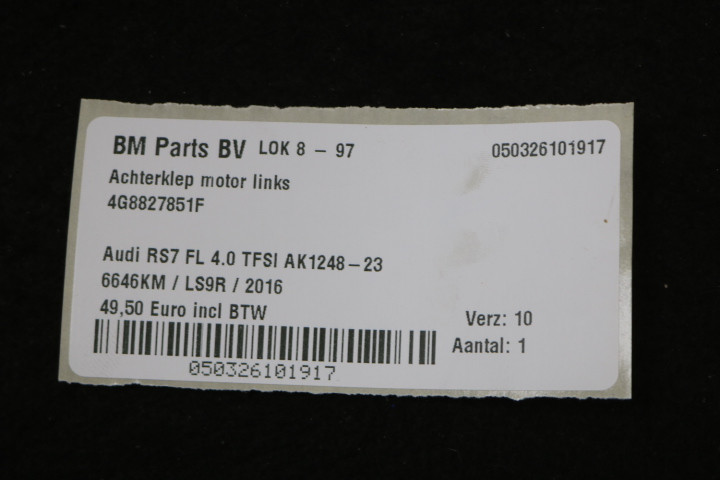 BM Parts BV LOK 8 - 97 050326101917
Achterklep motor links
4G8827851F
Audi RS7 FL 4.0 TFSI AK1248-23
6646KM / LS9R / 2016
49,50 Euro incl BTW
Verz: 10
Aantal: 1
050326101917